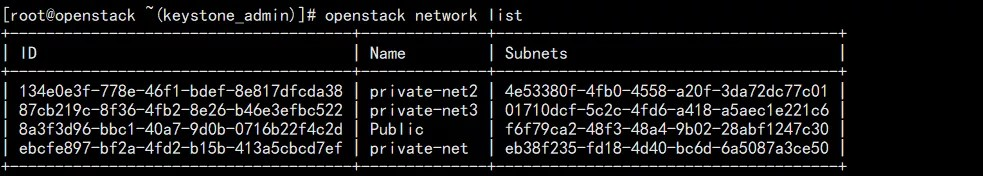 [root@openstack ~(keystone_admin)]# openstack network list
+--------------------------------------+--------------+--------------------------------------+
| ID                                   | Name         | Subnets                              |
+--------------------------------------+--------------+--------------------------------------+
| 134e0e3f-778e-46f1-bdef-8e817dfcda38 | private-net2 | 4e53380f-4fb0-4558-a20f-3da72dc77c01 |
| 87cb219c-8f36-4fb2-8e26-b46e3efbc522 | private-net3 | 01710dcf-5c2c-4fd6-a418-a5aec1e221c6 |
| 8a3f3d96-bbc1-40a7-9d0b-0716b22f4c2d | Public       | f6f79ca2-48f3-48a4-9b02-28abf1247c30 |
| ebcfe897-bf2a-4fd2-b15b-413a5cbcd7ef | private-net  | eb38f235-fd18-4d40-bc6d-6a5087a3ce50 |
+--------------------------------------+--------------+--------------------------------------+